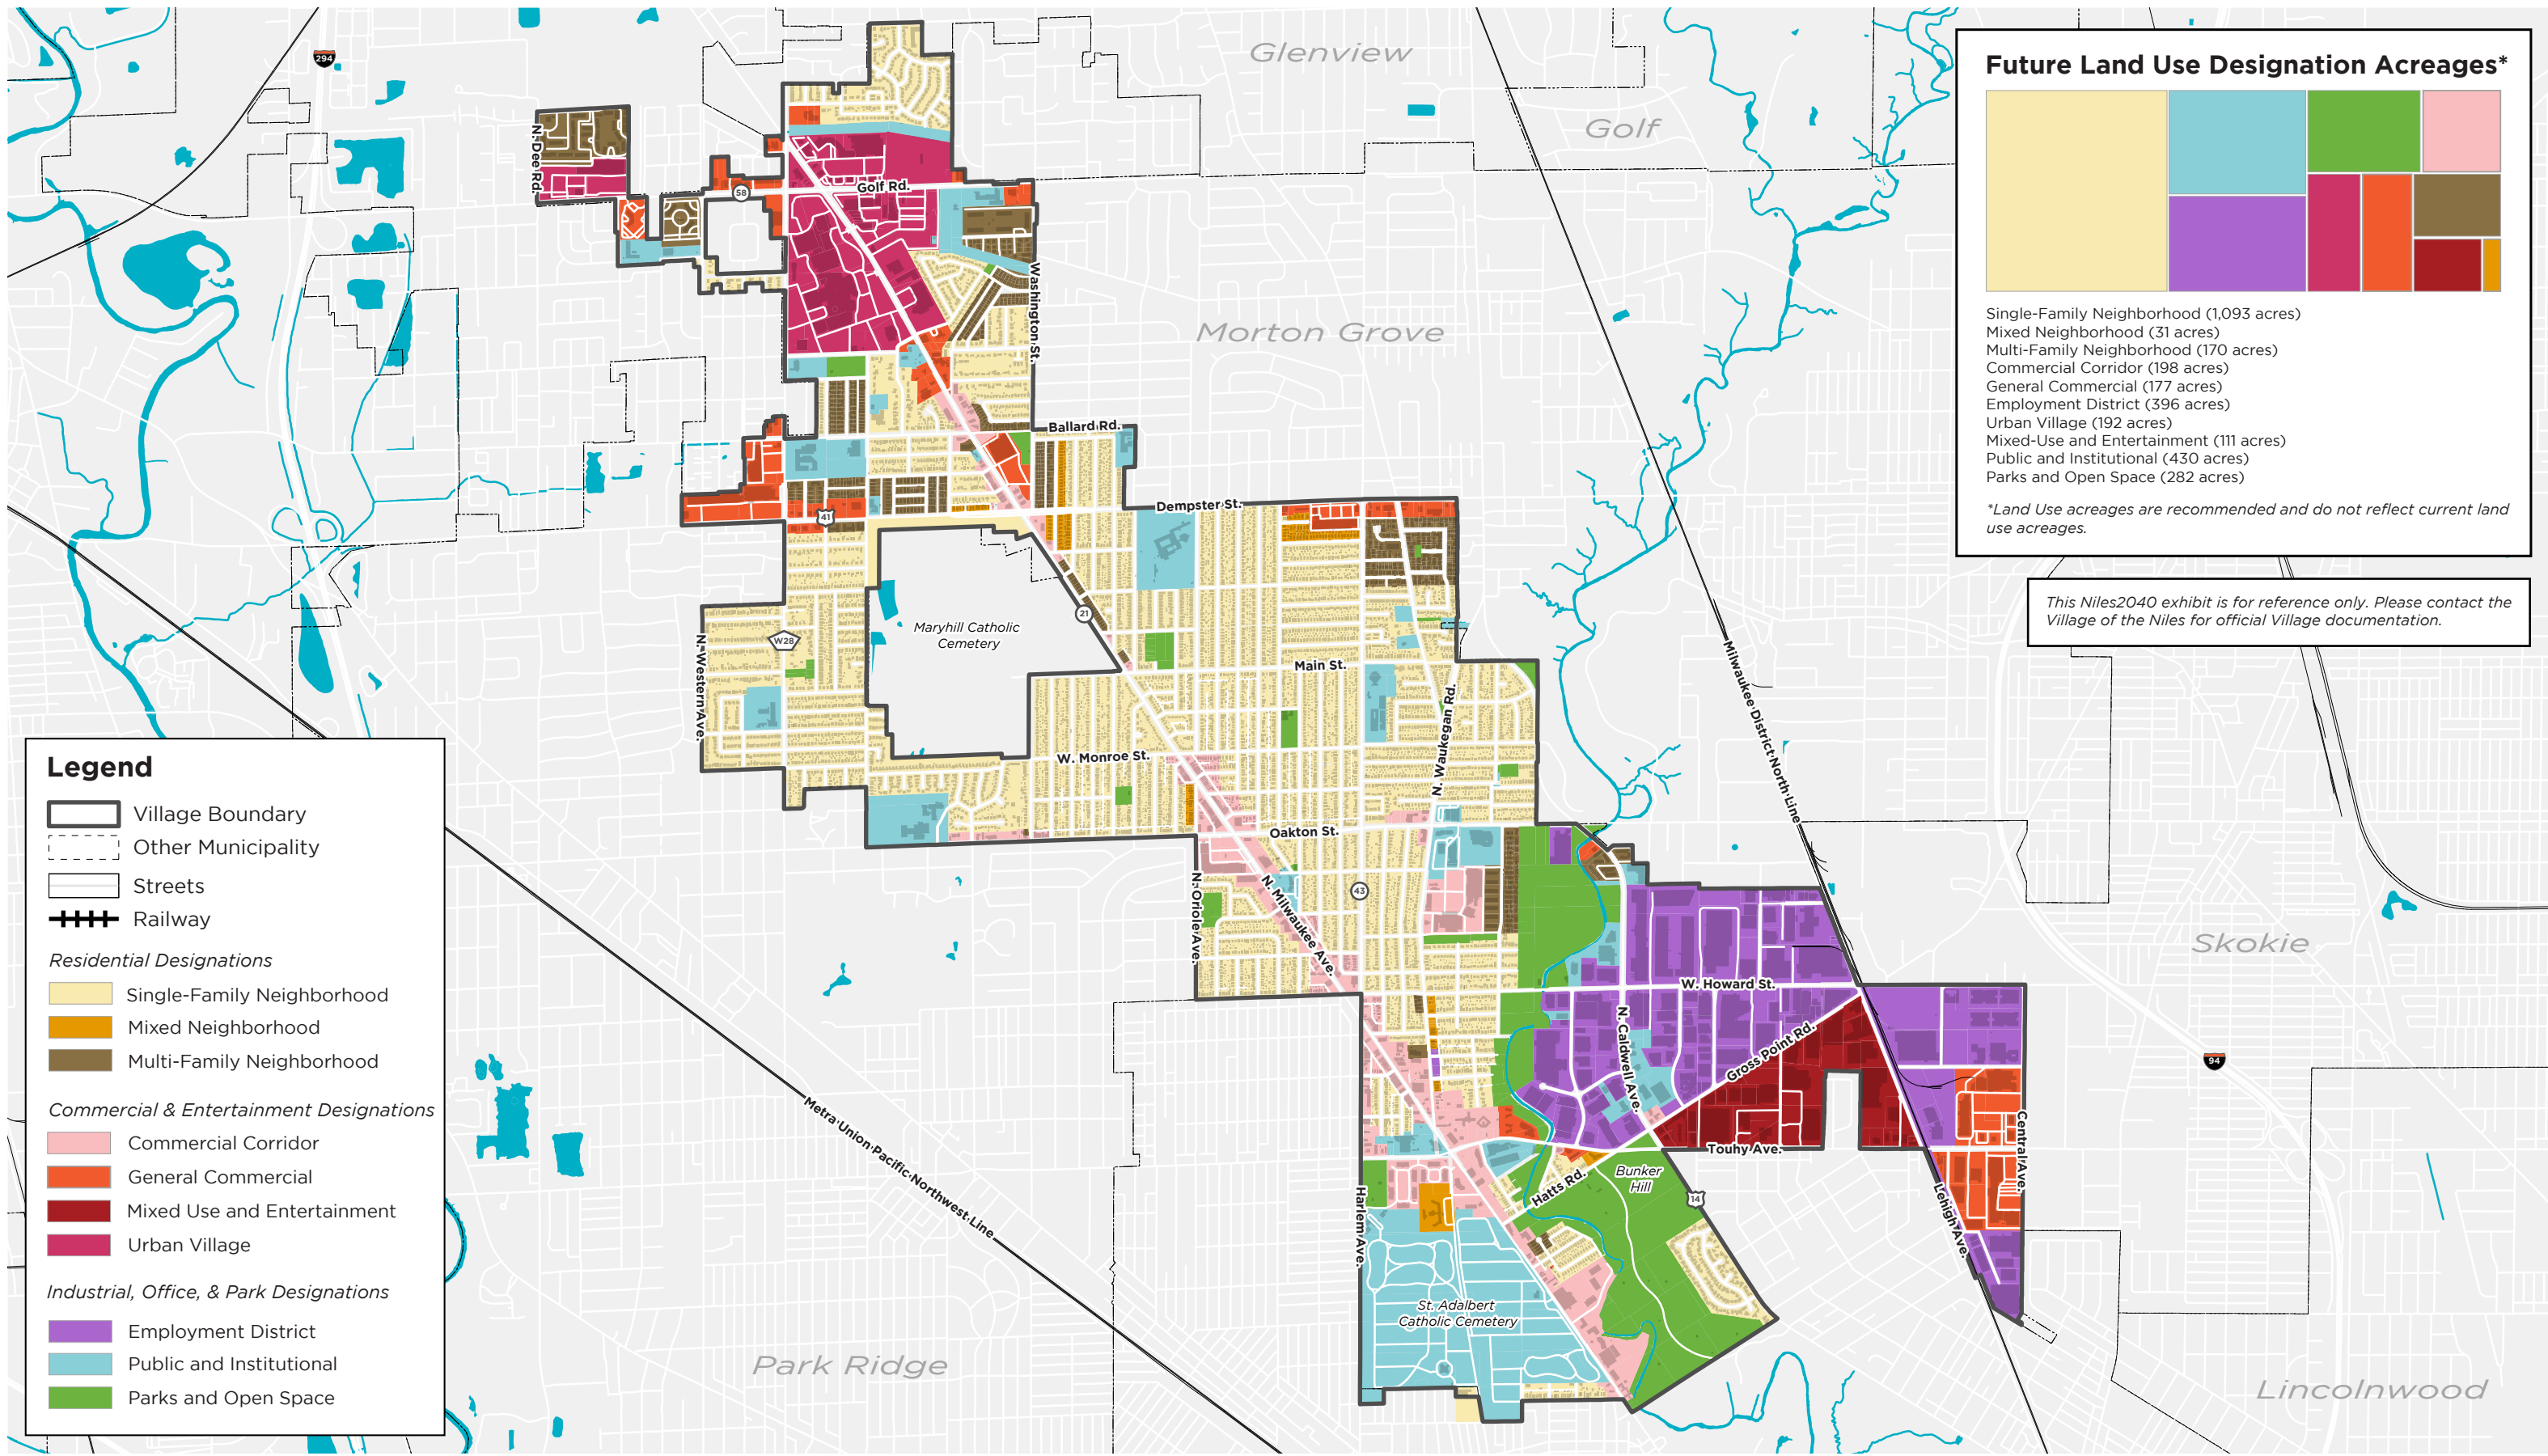 Glenview
Golf
Morton Grove
Skokie
Lincolnwood
Park Ridge
294
58
41
21
W28
43
14
94
N. Dee Rd.
Golf Rd.
Washington St.
Ballard Rd.
Dempster St.
Maryhill Catholic
Cemetery
N. Western Ave.
Main St.
N. Waukegan Rd.
W. Monroe St.
Oakton St.
N. Oriole Ave.
N. Milwaukee Ave.
Milwaukee District North Line
W. Howard St.
N. Caldwell Ave.
Gross Point Rd.
Touhy Ave.
Central Ave.
Lehigh Ave.
Hatts Rd.
Bunker
Hill
Harlem Ave.
St. Adalbert
Catholic Cemetery
Metra Union Pacific Northwest Line
Future Land Use Designation Acreages*
Single-Family Neighborhood (1,093 acres)
Mixed Neighborhood (31 acres)
Multi-Family Neighborhood (170 acres)
Commercial Corridor (198 acres)
General Commercial (177 acres)
Employment District (396 acres)
Urban Village (192 acres)
Mixed-Use and Entertainment (111 acres)
Public and Institutional (430 acres)
Parks and Open Space (282 acres)
*Land Use acreages are recommended and do not reflect current land
use acreages.
This Niles2040 exhibit is for reference only. Please contact the
Village of the Niles for official Village documentation.
Legend
Village Boundary
Other Municipality
Streets
Railway
Residential Designations
Single-Family Neighborhood
Mixed Neighborhood
Multi-Family Neighborhood
Commercial & Entertainment Designations
Commercial Corridor
General Commercial
Mixed Use and Entertainment
Urban Village
Industrial, Office, & Park Designations
Employment District
Public and Institutional
Parks and Open Space